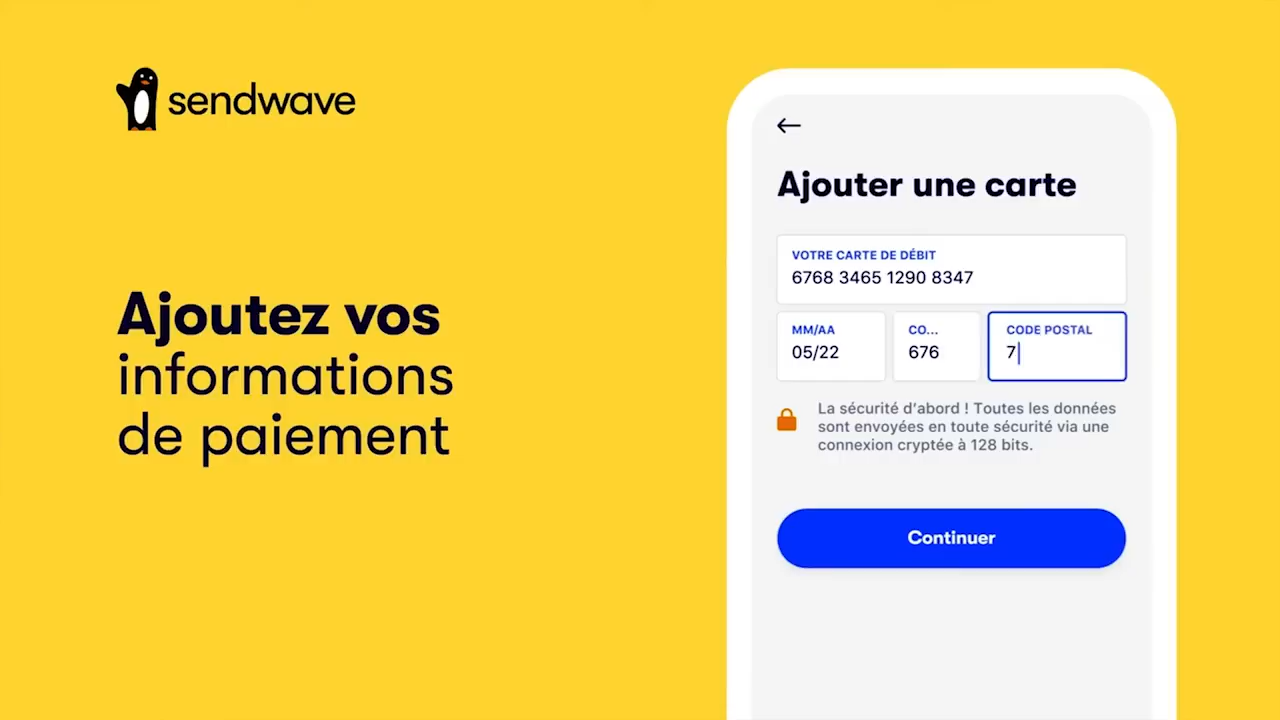 sendwave
Ajoutez vos
informations
de paiement
Ajouter une carte
VOTRE CARTE DE DÉBIT
6768 3465 1290 8347
MM/AA
05/22
CO...
676
CODE POSTAL
7
La sécurité d'abord ! Toutes les données
sont envoyées en toute sécurité via une
connexion cryptée à 128 bits.
Continuer